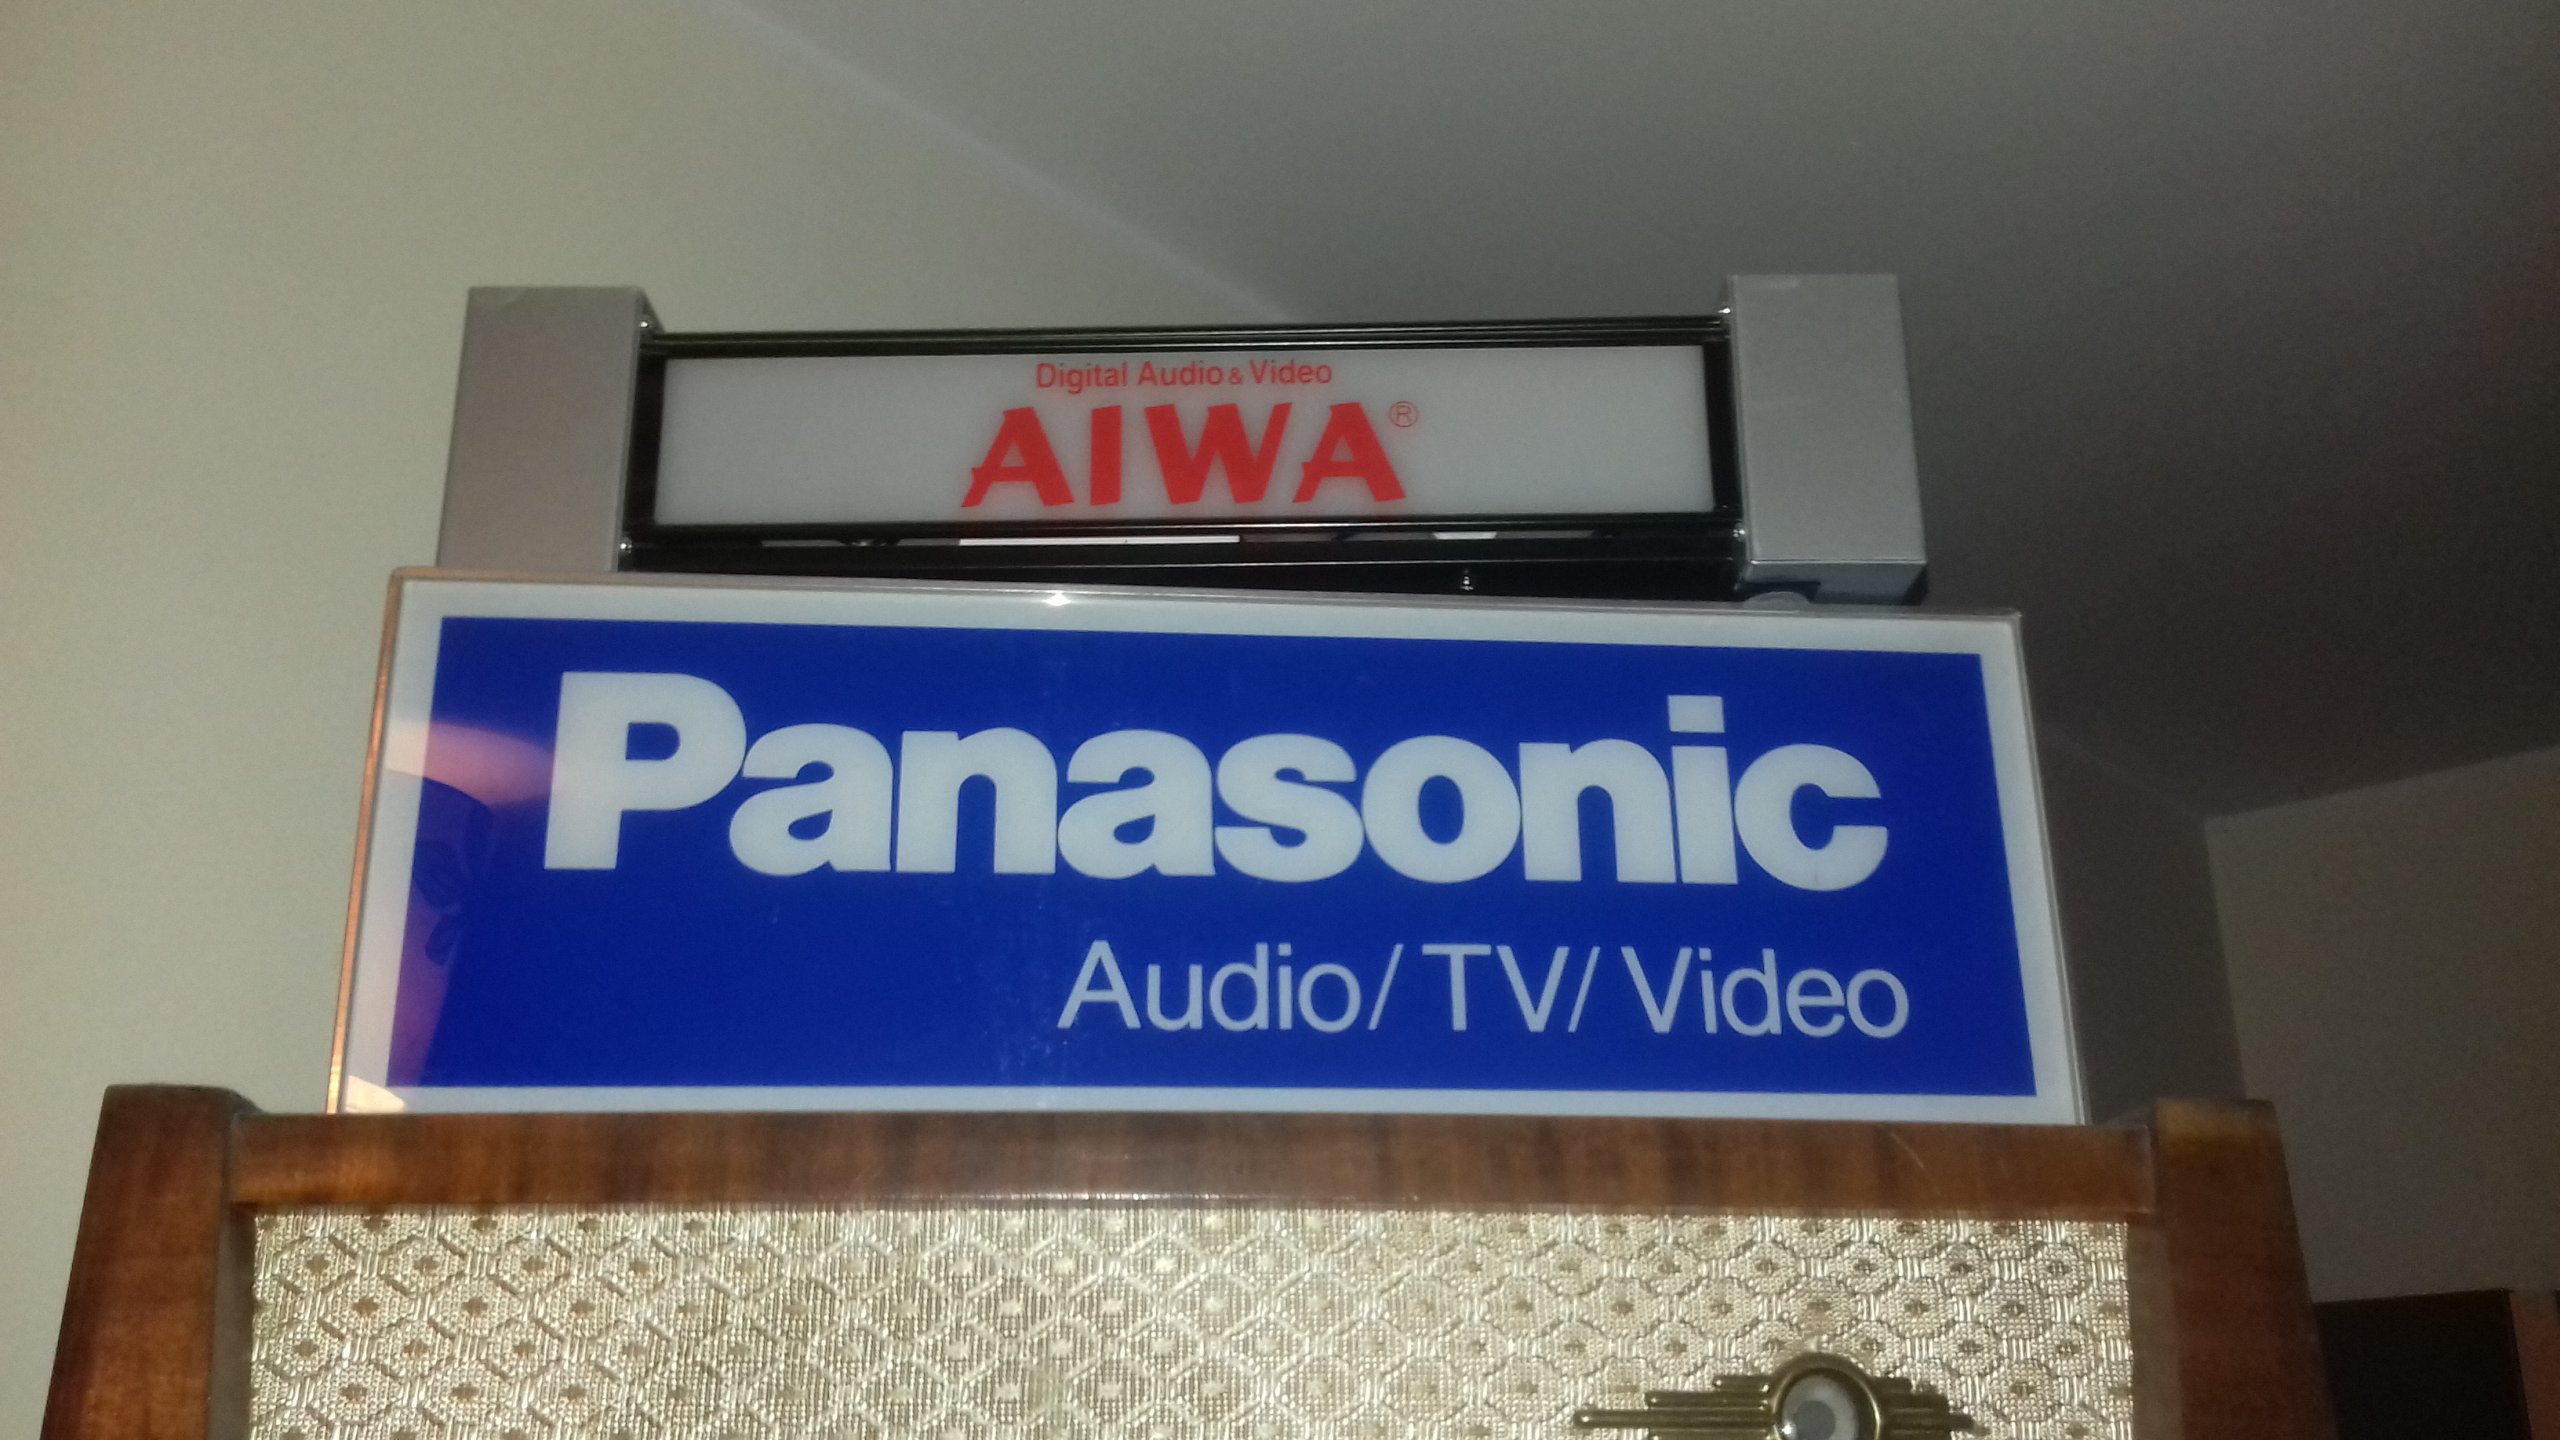 Digital Audio & Video
AIWA®
Panasonic
Audio/TV/Video